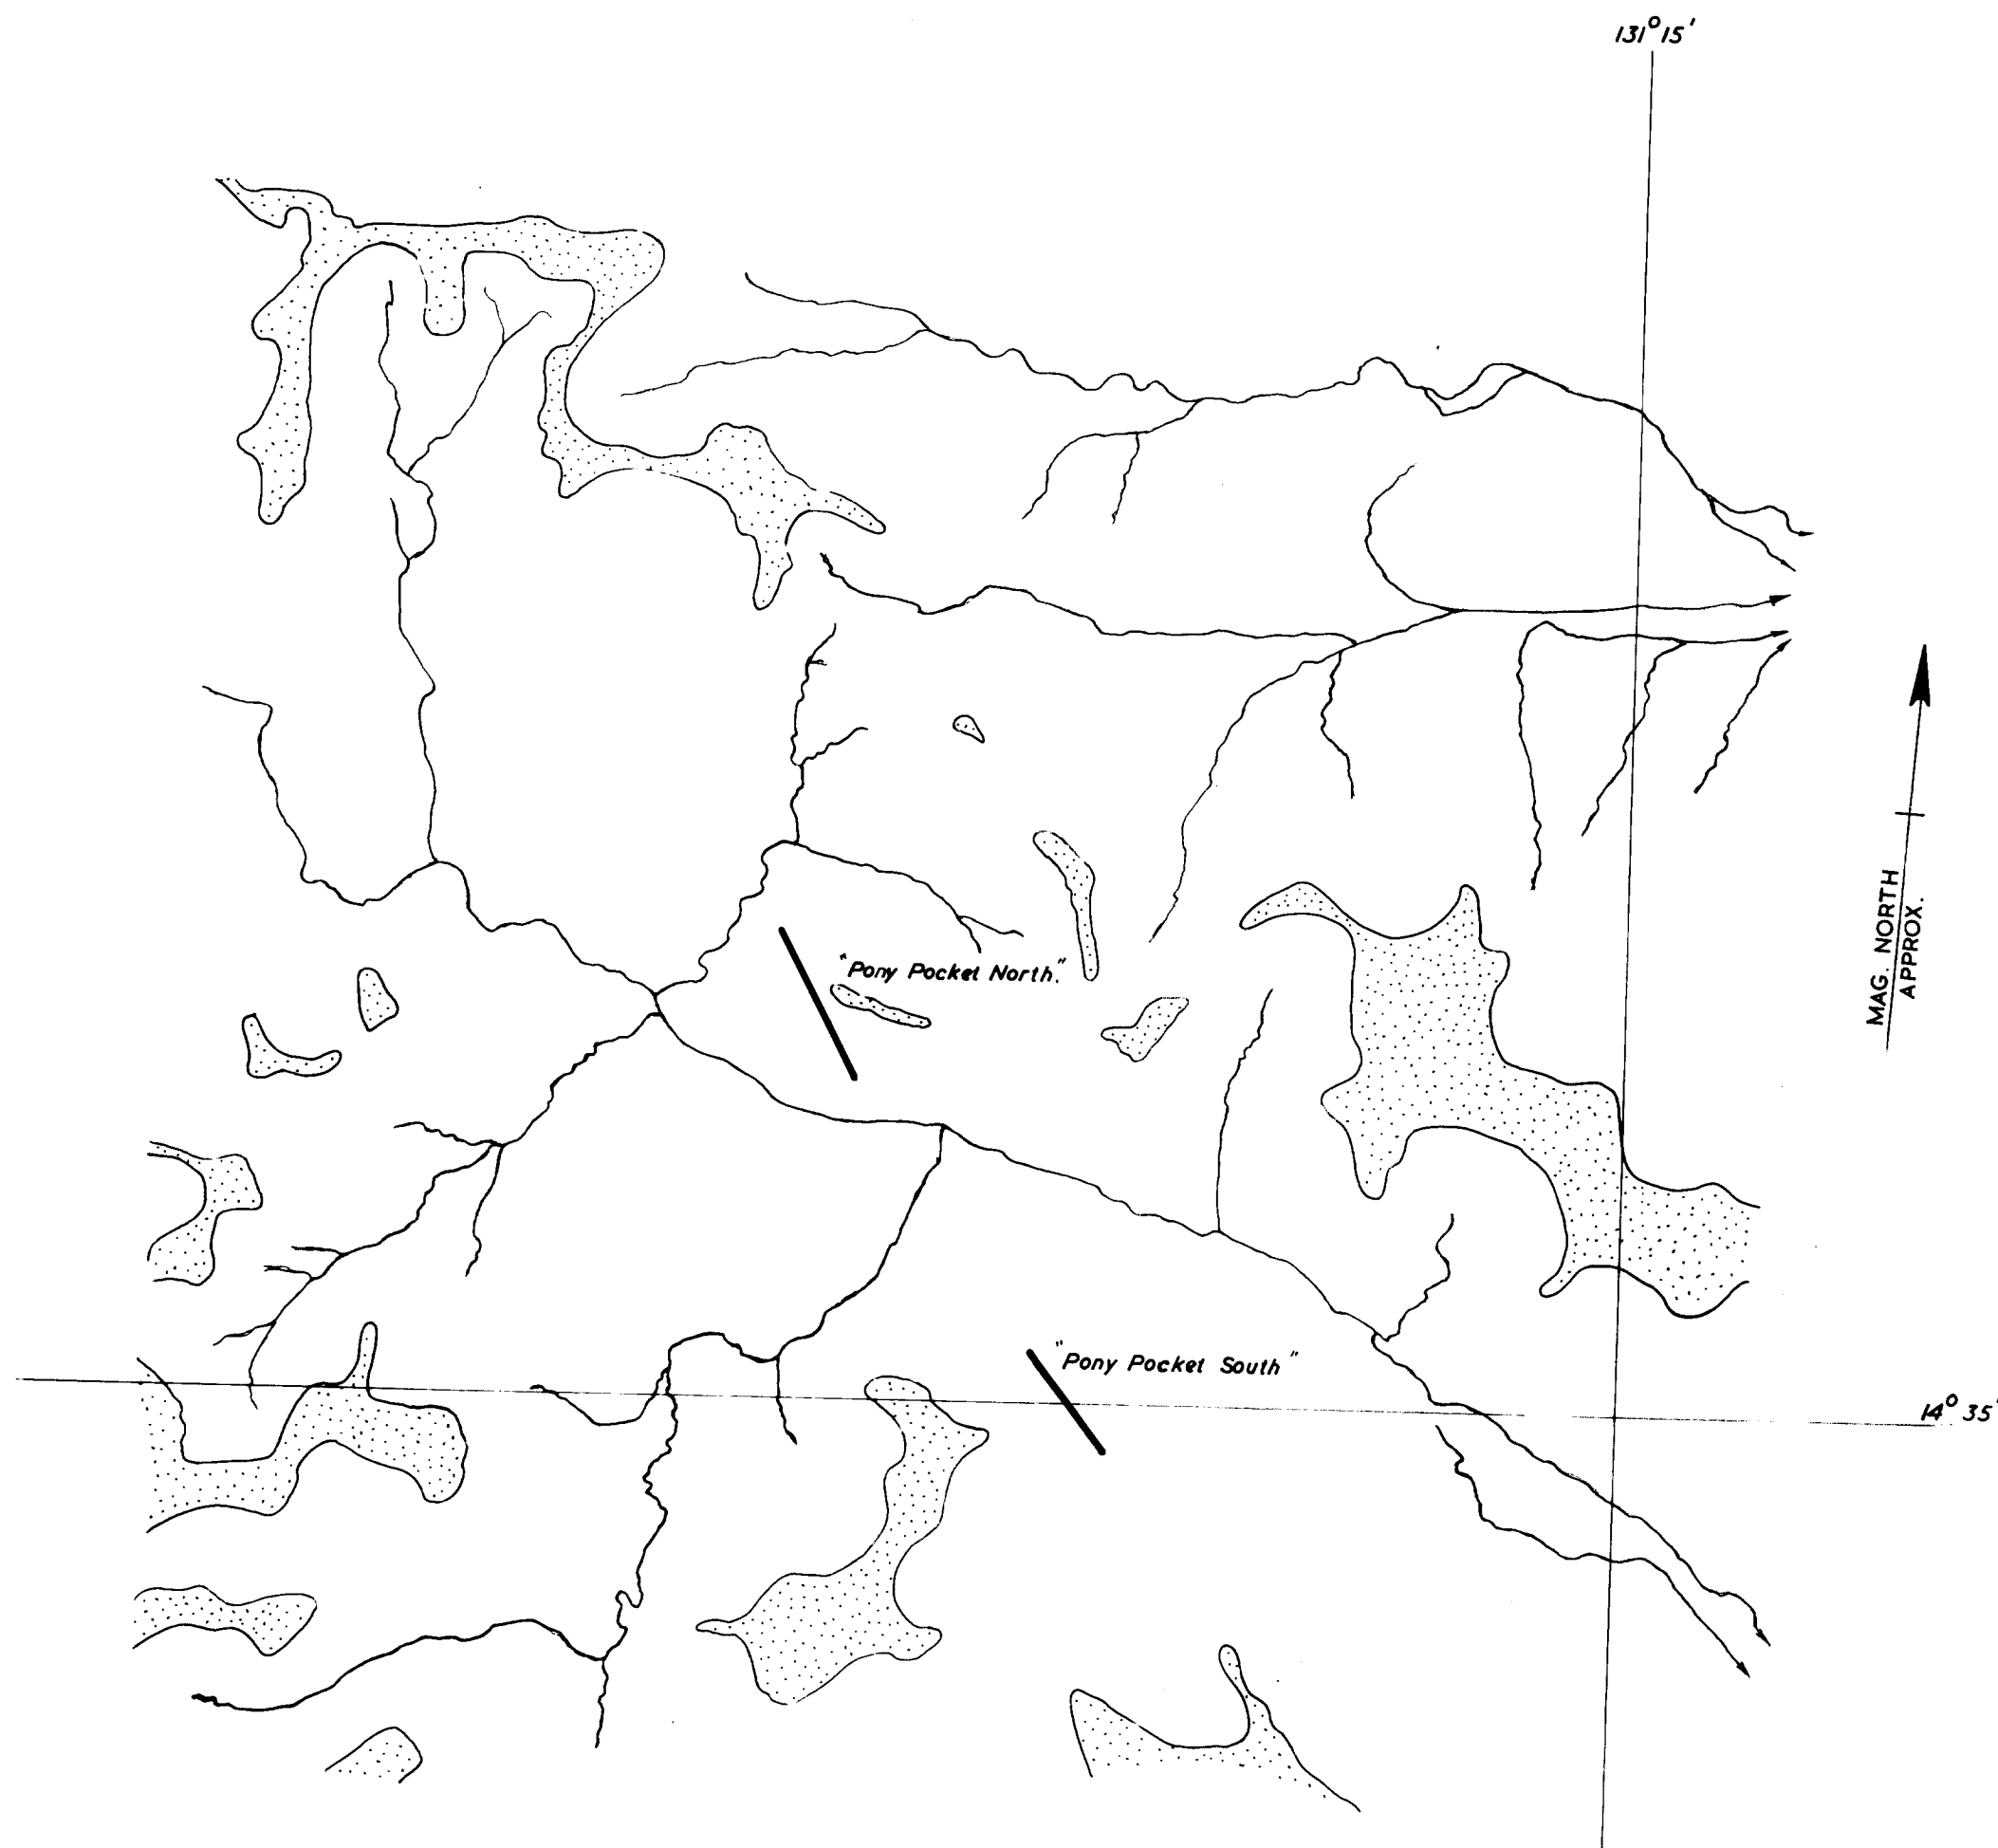 131° 15'
"Pony Pocket North."
MAG. NORTH
APPROX.
"Pony Pocket South"
14° 35'